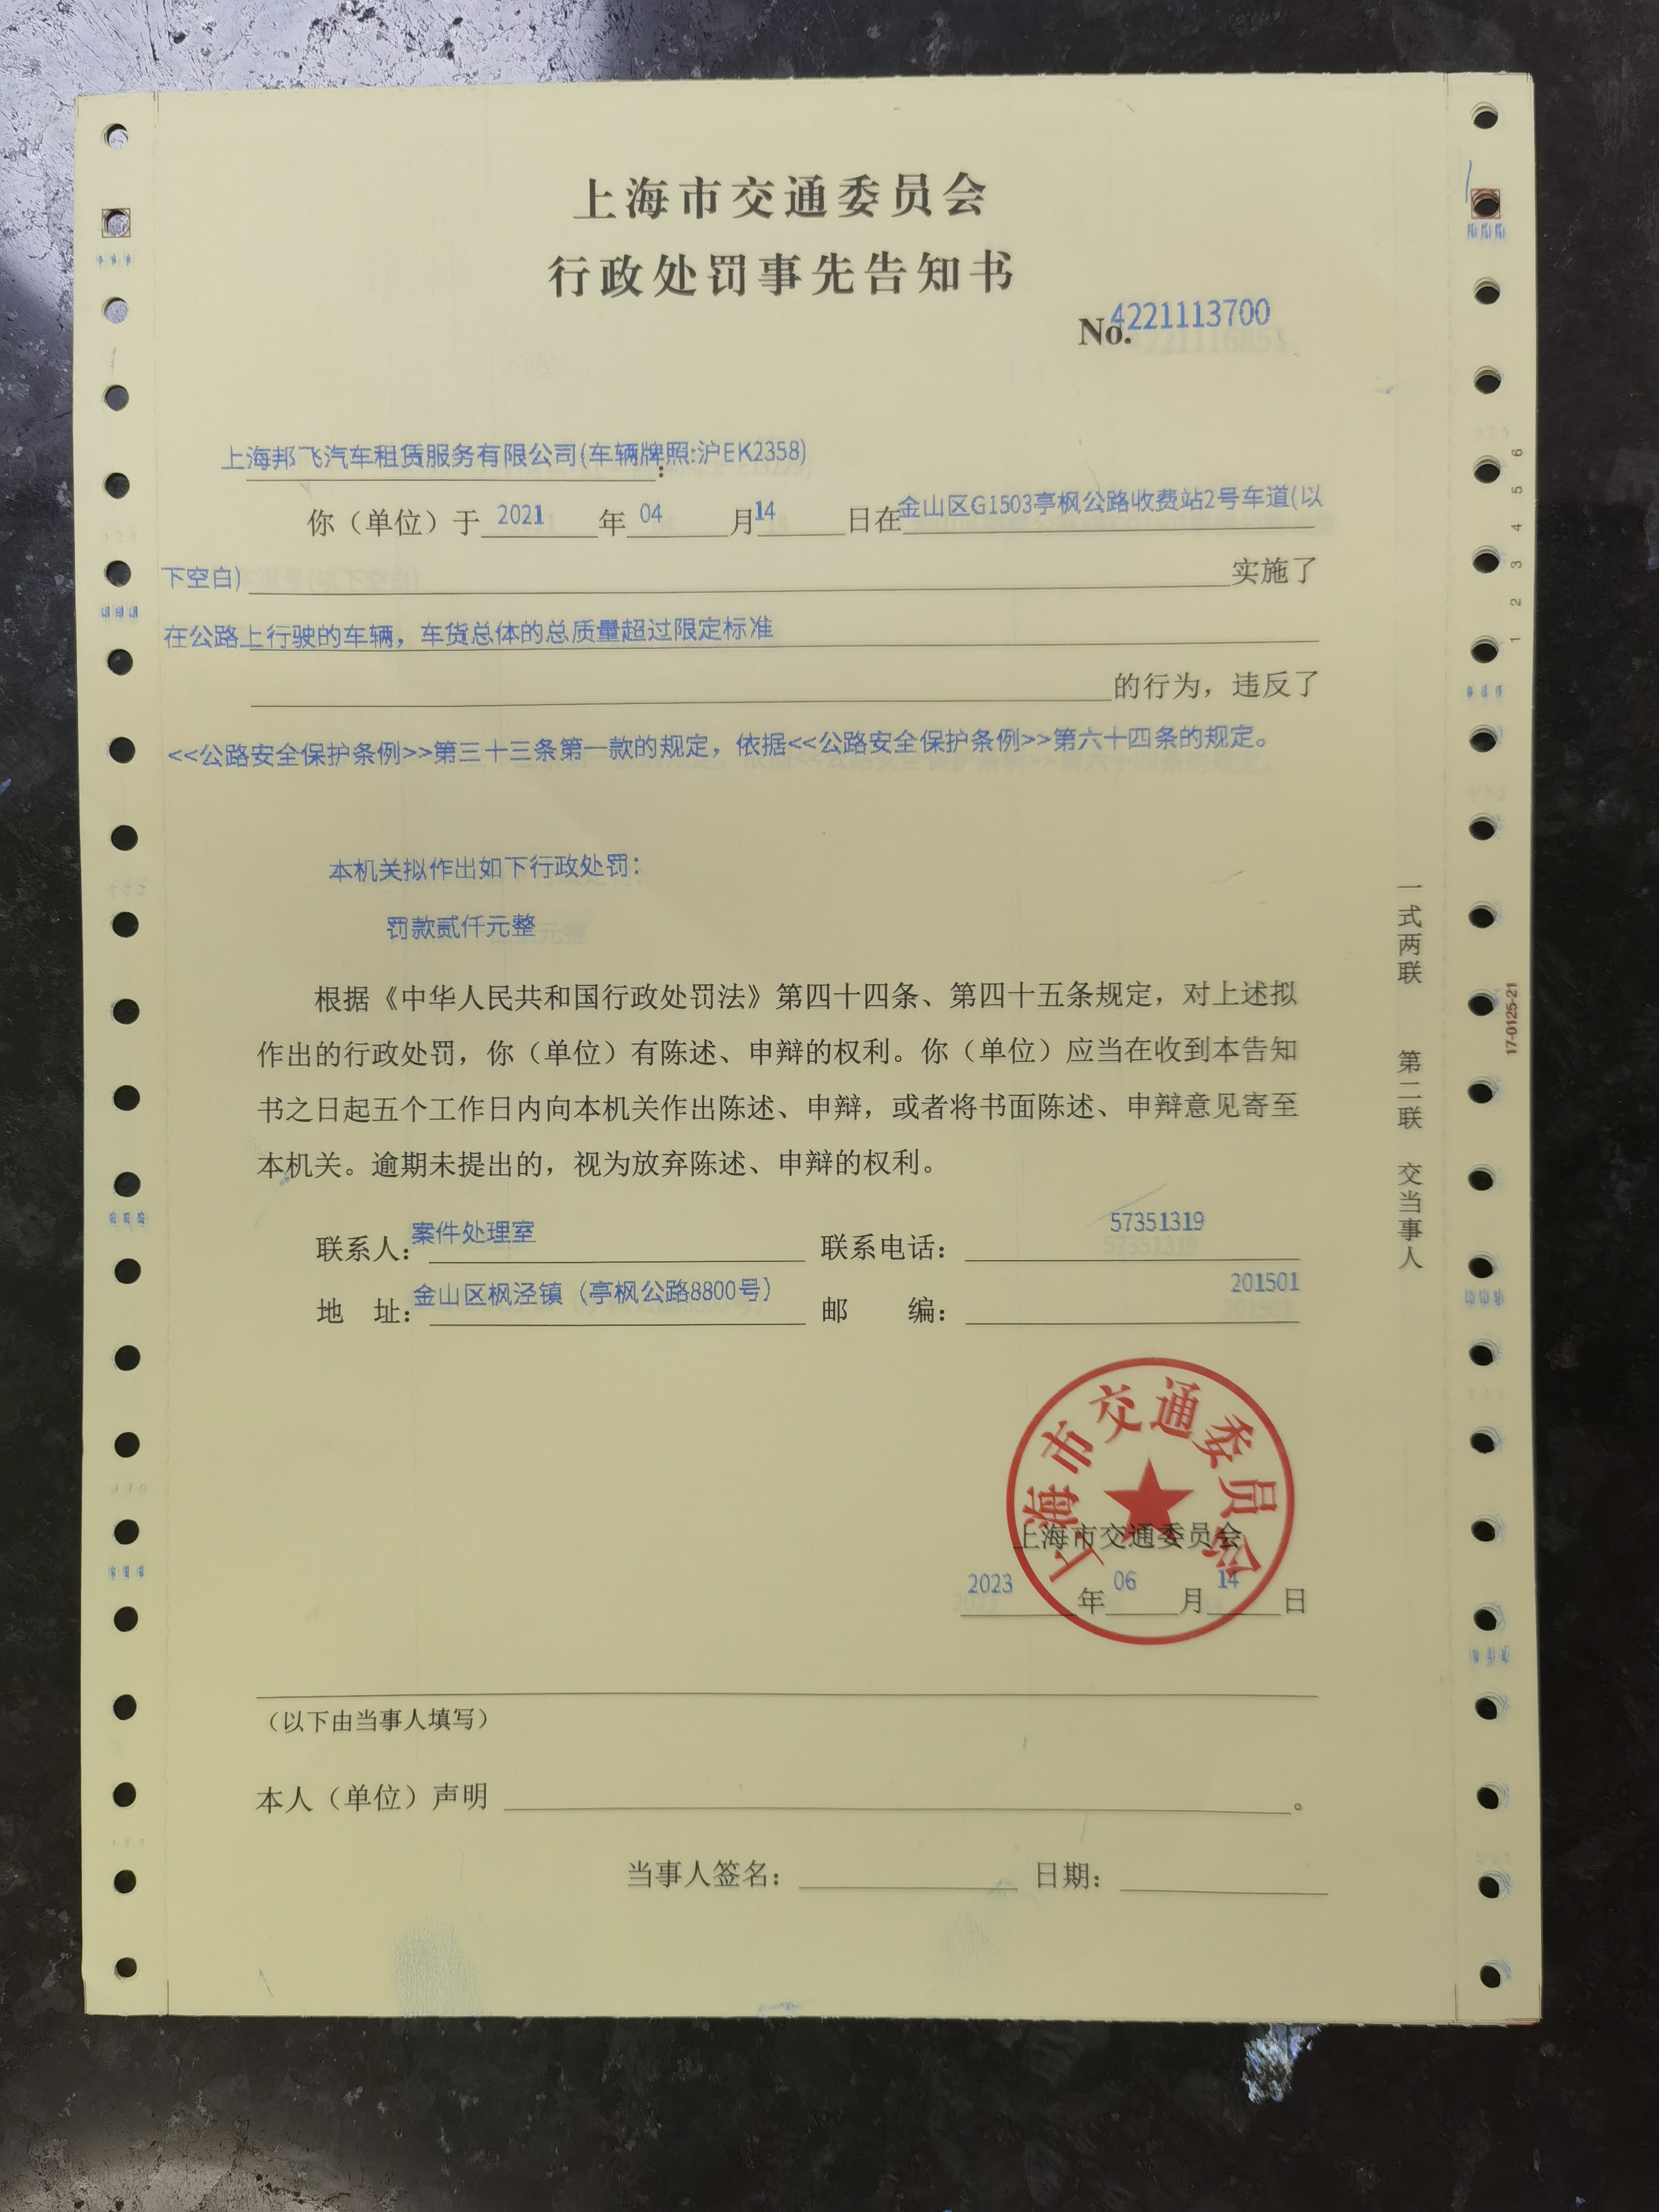 上海市交通委员会
行政处罚事先告知书
No.4221113700
上海邦飞汽车租赁服务有限公司(车辆牌照:沪EK2358)：
你（单位）于2021年04月14日在金山区G1503亭枫公路收费站2号车道(以
下空白)实施了
在公路上行驶的车辆，车货总体的总质量超过限定标准
的行为，违反了
<<公路安全保护条例>>第三十三条第一款的规定，依据<<公路安全保护条例>>第六十四条的规定。
本机关拟作出如下行政处罚：
罚款贰仟元整
根据《中华人民共和国行政处罚法》第四十四条、第四十五条规定，对上述拟
作出的行政处罚，你（单位）有陈述、申辩的权利。你（单位）应当在收到本告知
书之日起五个工作日内向本机关作出陈述、申辩，或者将书面陈述、申辩意见寄至
本机关。逾期未提出的，视为放弃陈述、申辩的权利。
联系人：案件处理室 联系电话：57351319
地 址：金山区枫泾镇（亭枫公路8800号） 邮 编：201501
上海市交通委员会
上海市交通委员会
2023年06月14日
（以下由当事人填写）
本人（单位）声明 。
当事人签名： 日期：
一式两联 第二联 交当事人
17-0125-21
1 2 3 4 5 6